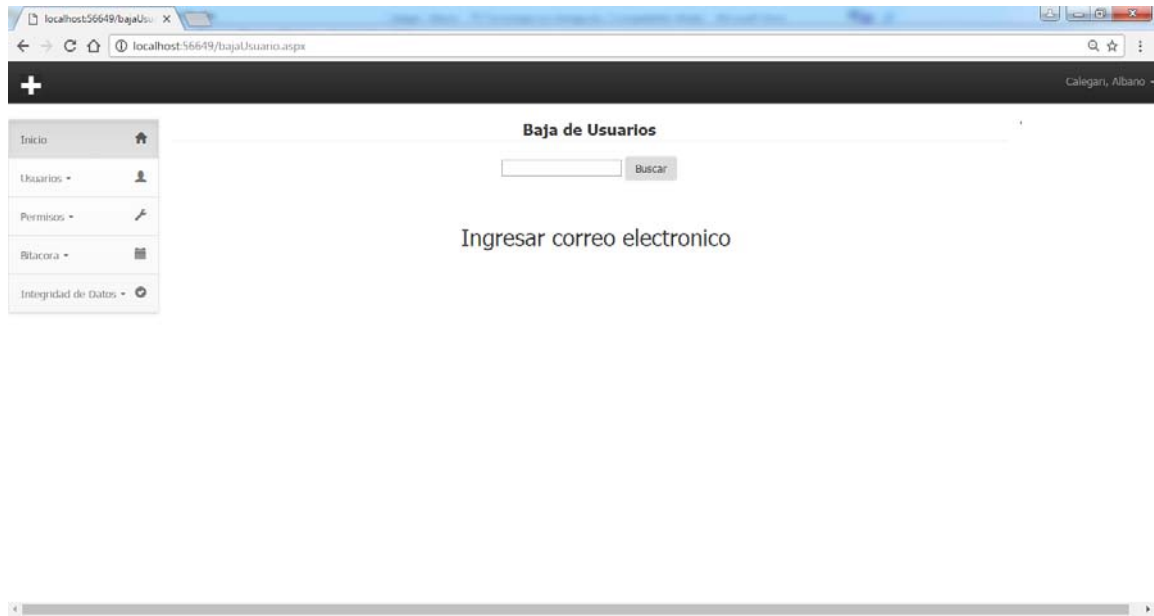 localhost:56649/bajaUsu
localhost:56649/bajaUsuario.aspx
Calegari, Albano
Baja de Usuarios
Inicio
Buscar
Usuarios
Permisos
Ingresar correo electronico
Bitacora
Integridad de Datos